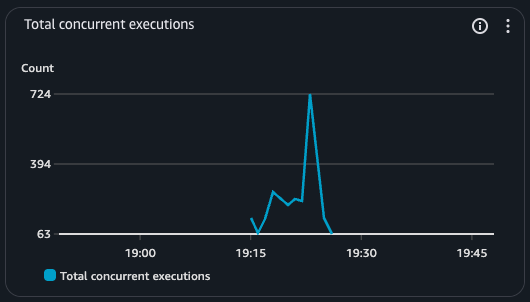 Total concurrent executions
Count
724
394
63
19:00 19:15 19:30 19:45
Total concurrent executions